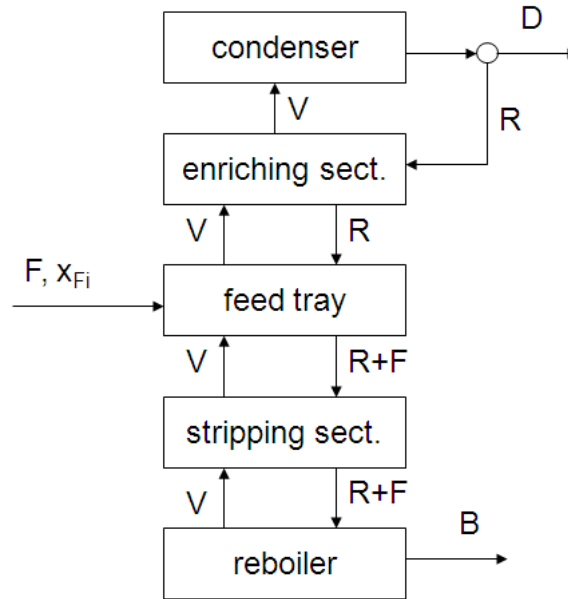 condenser
D
V
R
enriching sect.
V
R
F, xFi
feed tray
V
R+F
stripping sect.
V
R+F
B
reboiler